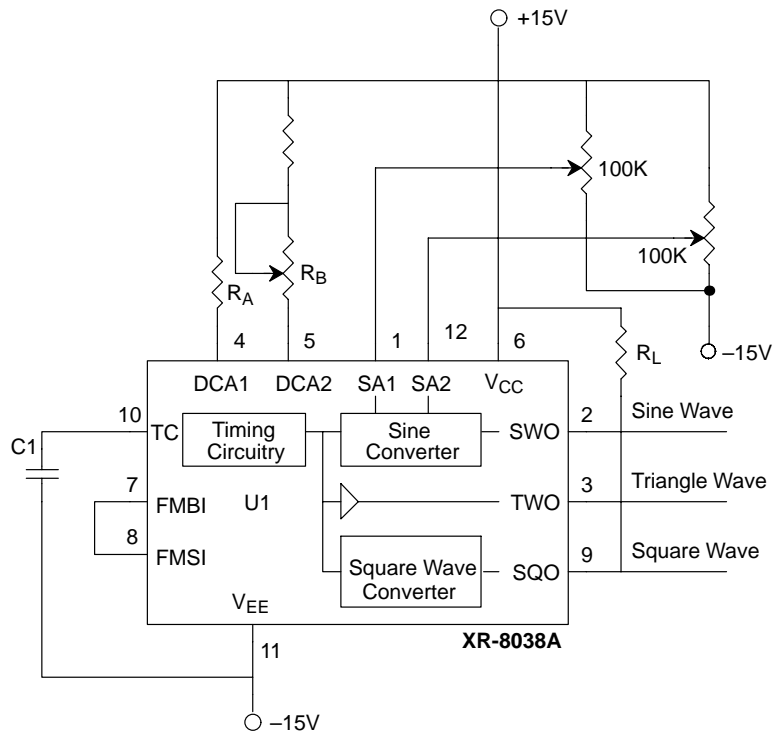 +15V
100K
100K
R_A
R_B
4
5
1
12
6
R_L
–15V
DCA1
DCA2
SA1
SA2
V_CC
10
TC
Timing
Circuitry
Sine
Converter
SWO
2
Sine Wave
C1
7
FMBI
U1
TWO
3
Triangle Wave
8
FMSI
Square Wave
Converter
SQO
9
Square Wave
V_EE
XR-8038A
11
–15V